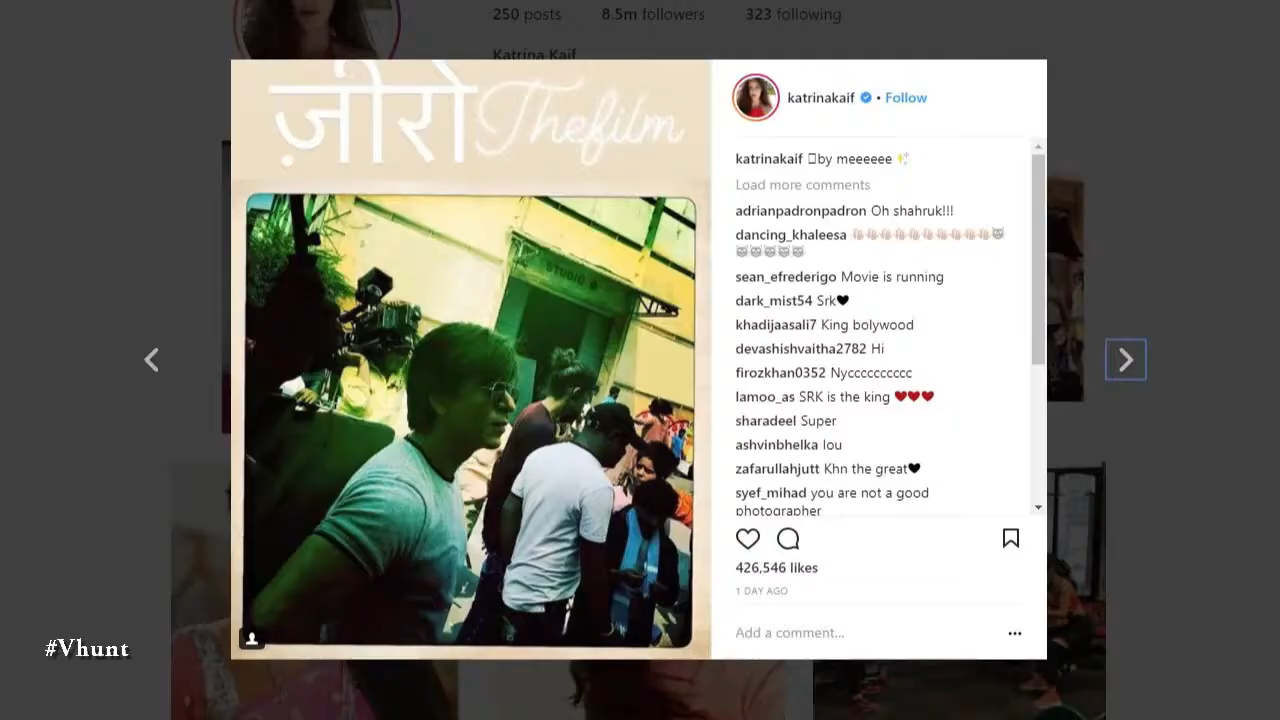 250 posts 8.5m followers 323 following
Katrina Kaif
ज़ीरो Thefilm
STUDIO
katrinakaif • Follow
katrinakaif by meeeeee ✨
Load more comments
adrianpadronpadron Oh shahruk!!!
dancing_khaleesa
sean_efrederigo Movie is running
dark_mist54 Srk🖤
khadijaasali7 King bolywood
devashishvaitha2782 Hi
firozkhan0352 Nycccccccccc
lamoo_as SRK is the king ❤❤❤
sharadeel Super
ashvinbhelka lou
zafarullahjutt Khn the great🖤
syef_mihad you are not a good
photographer
426,546 likes
1 DAY AGO
Add a comment...
#Vhunt